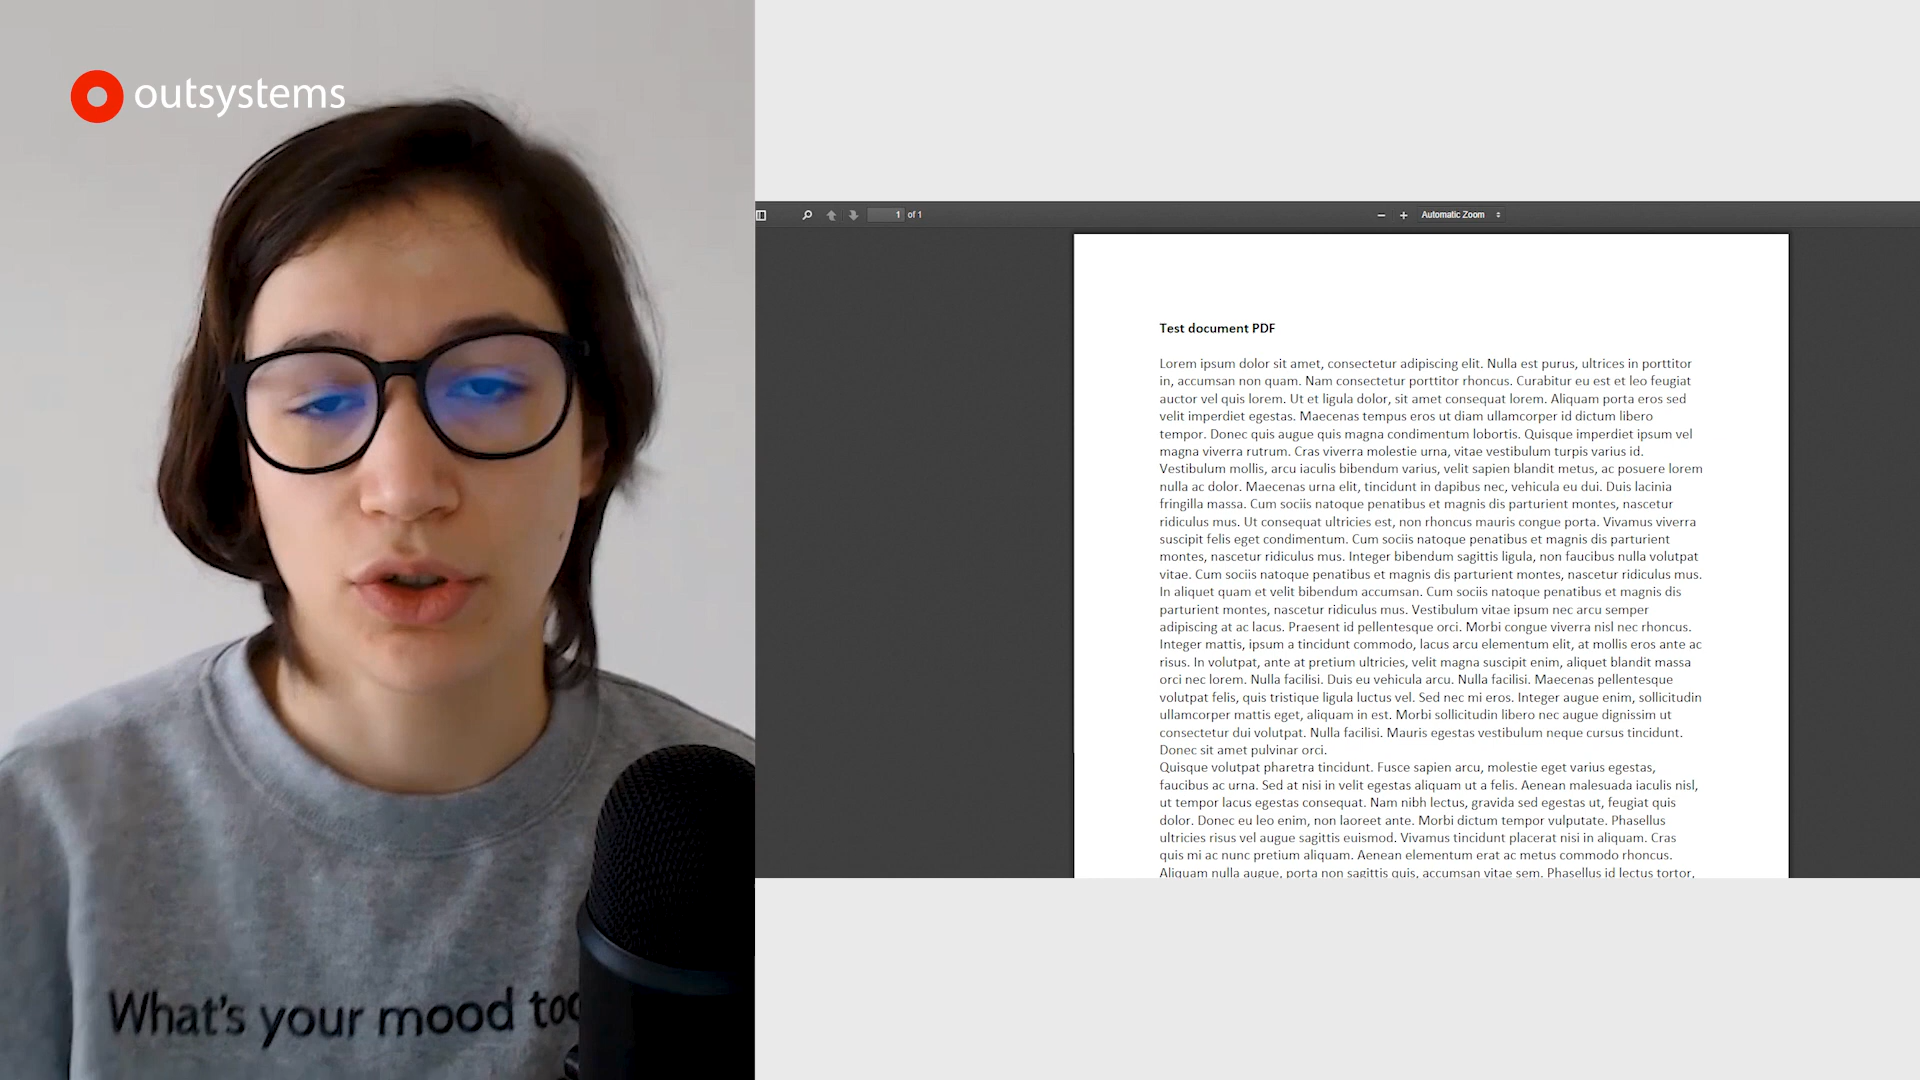 outsystems
What's your mood
1 of 1
Automatic Zoom
Test document PDF
Lorem ipsum dolor sit amet, consectetur adipiscing elit. Nulla est purus, ultrices in porttitor
in, accumsan non quam. Nam consectetur porttitor rhoncus. Curabitur eu est et leo feugiat
auctor vel quis lorem. Ut et ligula dolor, sit amet consequat lorem. Aliquam porta eros sed
velit imperdiet egestas. Maecenas tempus eros ut diam ullamcorper id dictum libero
tempor. Donec quis augue quis magna condimentum lobortis. Quisque imperdiet ipsum vel
magna viverra rutrum. Cras viverra molestie urna, vitae vestibulum turpis varius id.
Vestibulum mollis, arcu iaculis bibendum varius, velit sapien blandit metus, ac posuere lorem
nulla ac dolor. Maecenas urna elit, tincidunt in dapibus nec, vehicula eu dui. Duis lacinia
fringilla massa. Cum sociis natoque penatibus et magnis dis parturient montes, nascetur
ridiculus mus. Ut consequat ultricies est, non rhoncus mauris congue porta. Vivamus viverra
suscipit felis eget condimentum. Cum sociis natoque penatibus et magnis dis parturient
montes, nascetur ridiculus mus. Integer bibendum sagittis ligula, non faucibus nulla volutpat
vitae. Cum sociis natoque penatibus et magnis dis parturient montes, nascetur ridiculus mus.
In aliquet quam et velit bibendum accumsan. Cum sociis natoque penatibus et magnis dis
parturient montes, nascetur ridiculus mus. Vestibulum vitae ipsum nec arcu semper
adipiscing at ac lacus. Praesent id pellentesque orci. Morbi congue viverra nisl nec rhoncus.
Integer mattis, ipsum a tincidunt commodo, lacus arcu elementum elit, at mollis eros ante ac
risus. In volutpat, ante at pretium ultricies, velit magna suscipit enim, aliquet blandit massa
orci nec lorem. Nulla facilisi. Duis eu vehicula arcu. Nulla facilisi. Maecenas pellentesque
volutpat felis, quis tristique ligula luctus vel. Sed nec mi eros. Integer augue enim, sollicitudin
ullamcorper mattis eget, aliquam in est. Morbi sollicitudin libero nec augue dignissim ut
consectetur dui volutpat. Nulla facilisi. Mauris egestas vestibulum neque cursus tincidunt.
Donec sit amet pulvinar orci.
Quisque volutpat pharetra tincidunt. Fusce sapien arcu, molestie eget varius egestas,
faucibus ac urna. Sed at nisi in velit egestas aliquam ut a felis. Aenean malesuada iaculis nisl,
ut tempor lacus egestas consequat. Nam nibh lectus, gravida sed egestas ut, feugiat quis
dolor. Donec eu leo enim, non laoreet ante. Morbi dictum tempor vulputate. Phasellus
ultricies risus vel augue sagittis euismod. Vivamus tincidunt placerat nisi in aliquam. Cras
quis mi ac nunc pretium aliquam. Aenean elementum erat ac metus commodo rhoncus.
Aliquam nulla augue, porta non sagittis quis, accumsan vitae sem. Phasellus id lectus tortor,